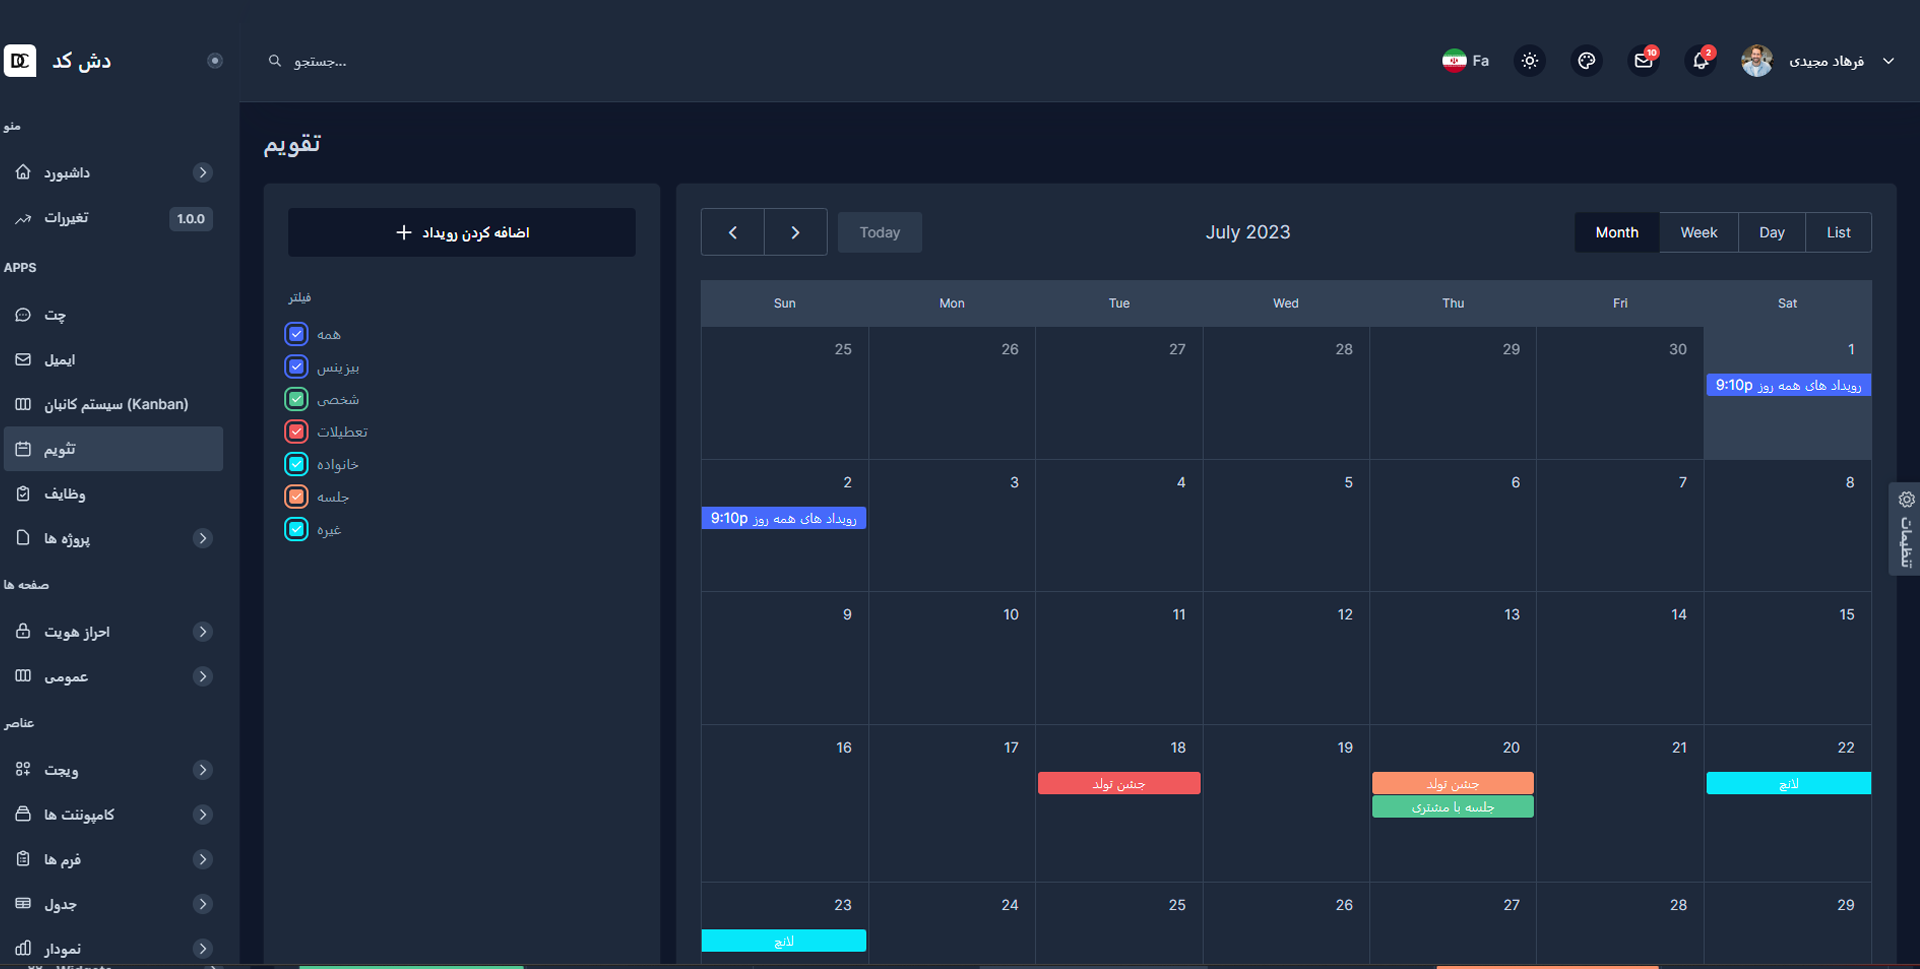 دش کد
جستجو...
Fa
10
2
فرهاد مجیدی
منو
داشبورد
تغیررات
1.0.0
APPS
چت
ایمیل
سیستم کانبان (Kanban)
تثویم
وظایف
پروژه ها
صفحه ها
احراز هویت
عمومی
عناصر
ویجت
کامپوننت ها
فرم ها
جدول
نمودار
تقویم
اضافه کردن رویداد
فیلتر
همه
بیزینس
شخصی
تعطیلات
خانواده
جلسه
غیره
Today
July 2023
Month Week Day List
Sun Mon Tue Wed Thu Fri Sat
25 26 27 28 29 30 1
9:10p رویداد های همه روز
2 3 4 5 6 7 8
9:10p رویداد های همه روز
9 10 11 12 13 14 15
16 17 18 19 20 21 22
جشن تولد
جشن تولد
لانچ
جلسه با مشتری
23 24 25 26 27 28 29
لانچ
تنظیمات